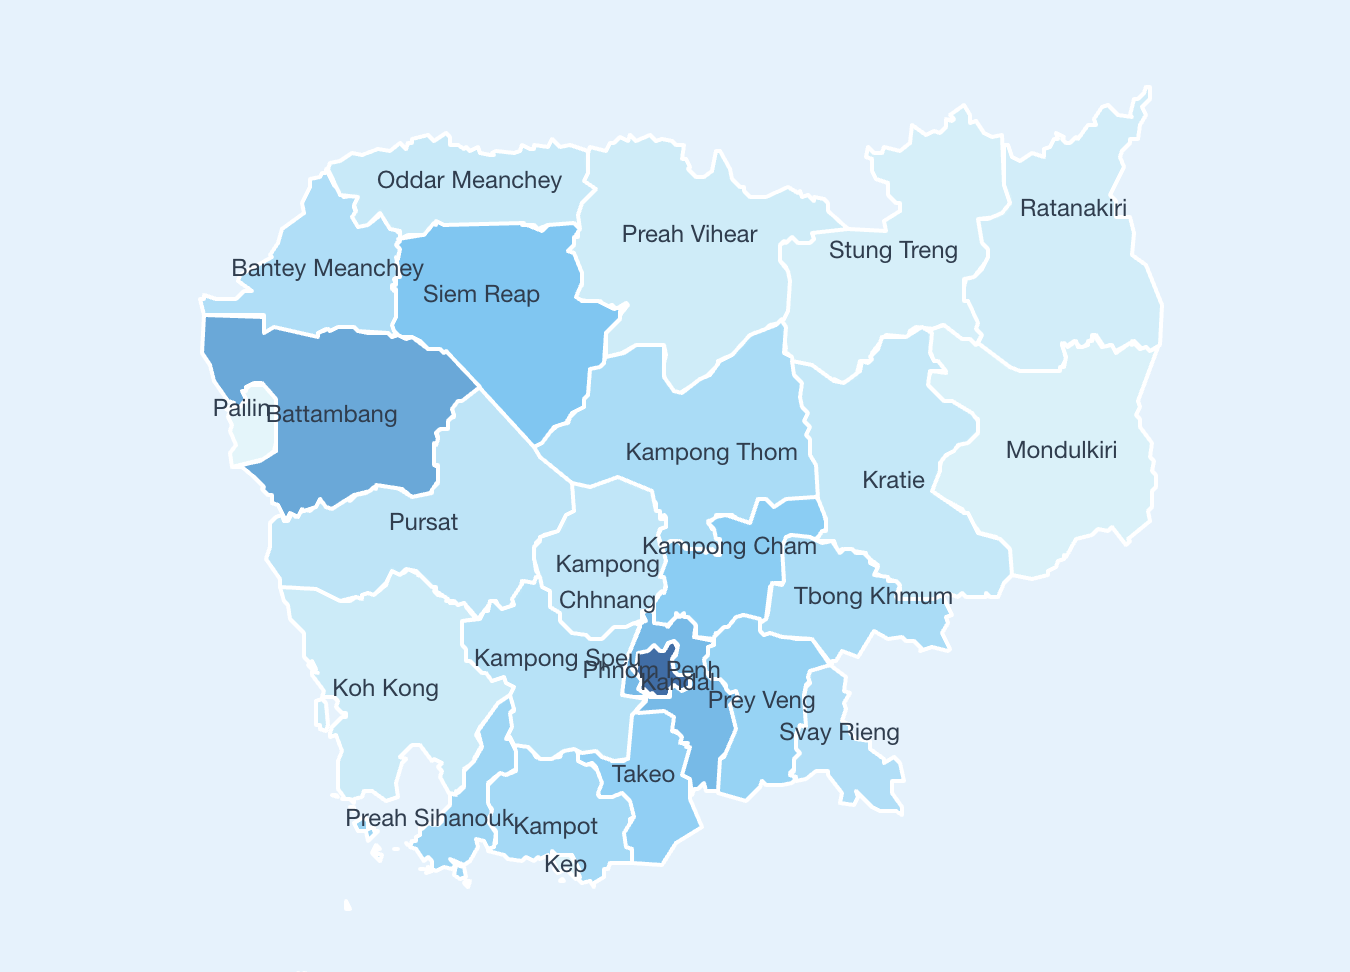 Oddar Meanchey
Ratanakiri
Preah Vihear
Stung Treng
Bantey Meanchey
Siem Reap
Pailin
Battambang
Kampong Thom
Mondulkiri
Kratie
Pursat
Kampong Cham
Kampong
Chhnang
Tbong Khmum
Kampong Speu
Phnom Penh
Kandal
Koh Kong
Prey Veng
Svay Rieng
Takeo
Preah Sihanouk
Kampot
Kep